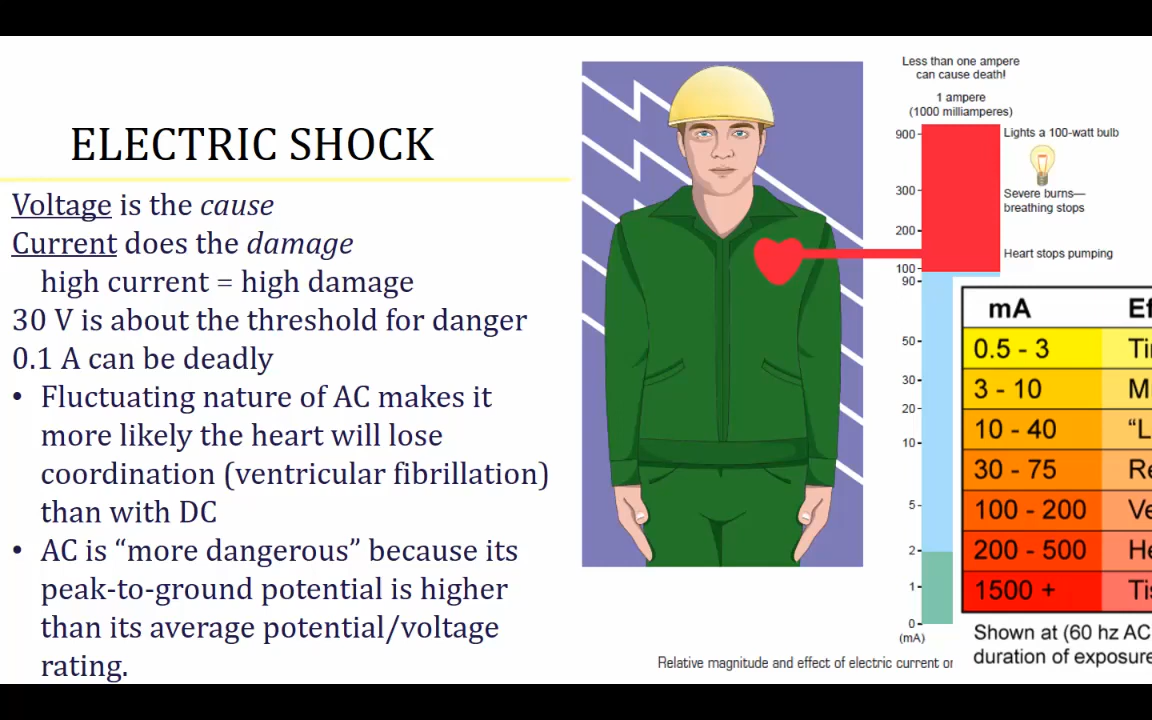 ELECTRIC SHOCK
Voltage is the cause
Current does the damage
high current = high damage
30 V is about the threshold for danger
0.1 A can be deadly
• Fluctuating nature of AC makes it
more likely the heart will lose
coordination (ventricular fibrillation)
than with DC
• AC is “more dangerous” because its
peak-to-ground potential is higher
than its average potential/voltage
rating.
Less than one ampere
can cause death!
1 ampere
(1000 milliamperes)
900
Lights a 100-watt bulb
300
Severe burns—
breathing stops
200
Heart stops pumping
100
90
50
30
20
10
5
2
1
0
(mA)
Relative magnitude and effect of electric current
mA
0.5 - 3
3 - 10
10 - 40
30 - 75
100 - 200
200 - 500
1500 +
Shown at (60 hz AC
duration of exposure